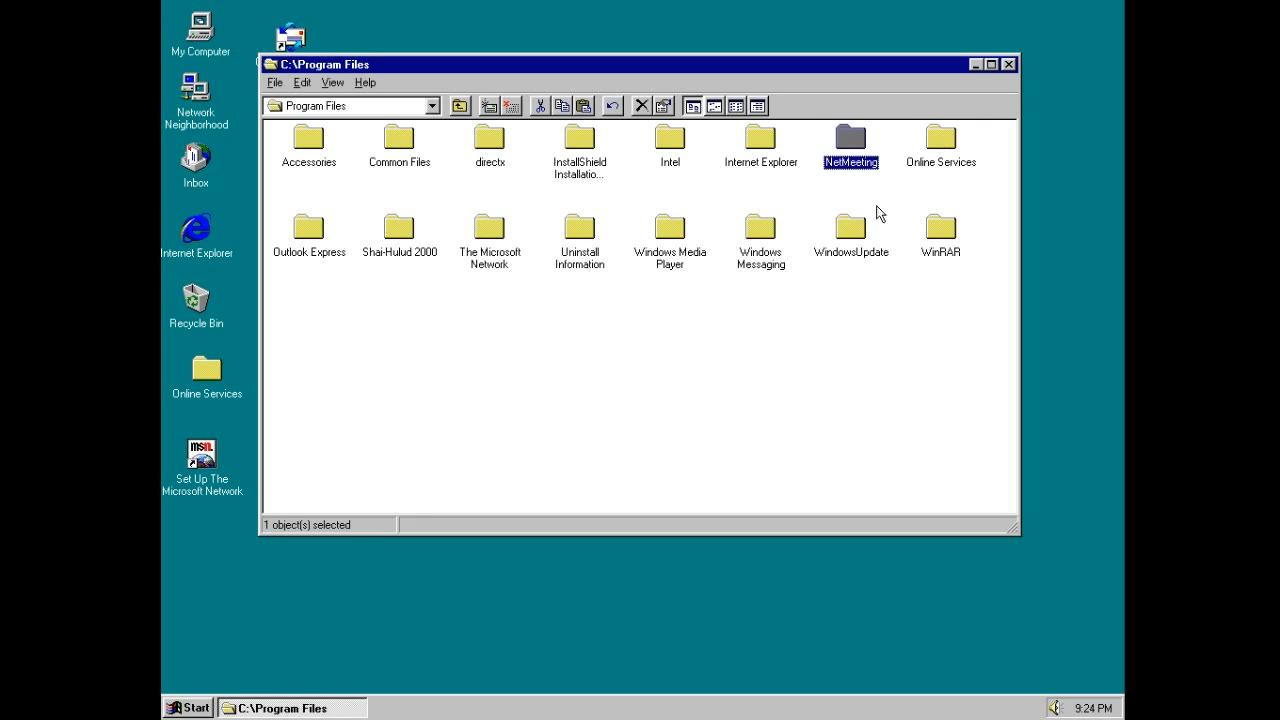 My Computer
C:\Program Files
File Edit View Help
Program Files
Network
Neighborhood
Inbox
Internet Explorer
Recycle Bin
Online Services
msn.
Set Up The
Microsoft Network
Accessories
Common Files
directx
InstallShield
Installatio...
Intel
Internet Explorer
NetMeeting
Online Services
Outlook Express
Shai-Hulud 2000
The Microsoft
Network
Uninstall
Information
Windows Media
Player
Windows
Messaging
WindowsUpdate
WinRAR
1 object(s) selected
Start
C:\Program Files
9:24 PM